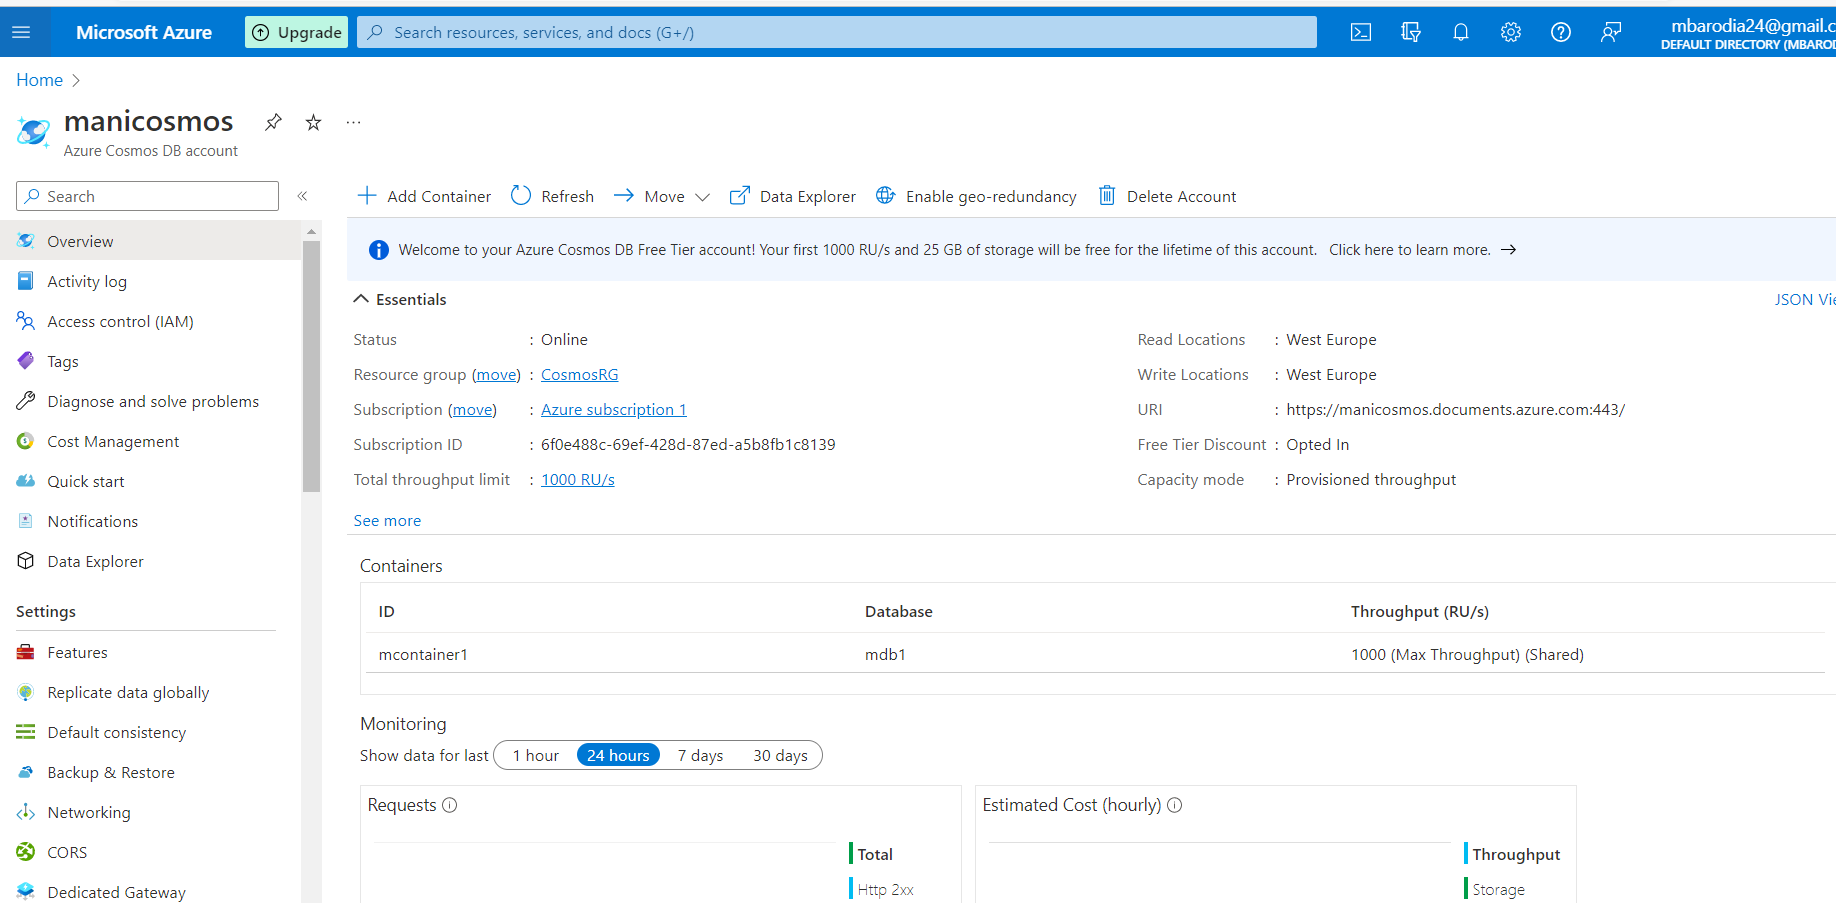 Microsoft Azure
Upgrade
Search resources, services, and docs (G+/)
mbarodia24@gmail.c
DEFAULT DIRECTORY (MBAROD
Home
manicosmos
Azure Cosmos DB account
Search
Add Container
Refresh
Move
Data Explorer
Enable geo-redundancy
Delete Account
Overview
Activity log
Access control (IAM)
Tags
Diagnose and solve problems
Cost Management
Quick start
Notifications
Data Explorer
Settings
Features
Replicate data globally
Default consistency
Backup & Restore
Networking
CORS
Dedicated Gateway
Welcome to your Azure Cosmos DB Free Tier account! Your first 1000 RU/s and 25 GB of storage will be free for the lifetime of this account. Click here to learn more. →
Essentials
JSON Vie
Status : Online
Resource group (move) : CosmosRG
Subscription (move) : Azure subscription 1
Subscription ID : 6f0e488c-69ef-428d-87ed-a5b8fb1c8139
Total throughput limit : 1000 RU/s
See more
Read Locations : West Europe
Write Locations : West Europe
URI : https://manicosmos.documents.azure.com:443/
Free Tier Discount : Opted In
Capacity mode : Provisioned throughput
Containers
ID Database Throughput (RU/s)
mcontainer1 mdb1 1000 (Max Throughput) (Shared)
Monitoring
Show data for last 1 hour 24 hours 7 days 30 days
Requests
Total
Http 2xx
Estimated Cost (hourly)
Throughput
Storage